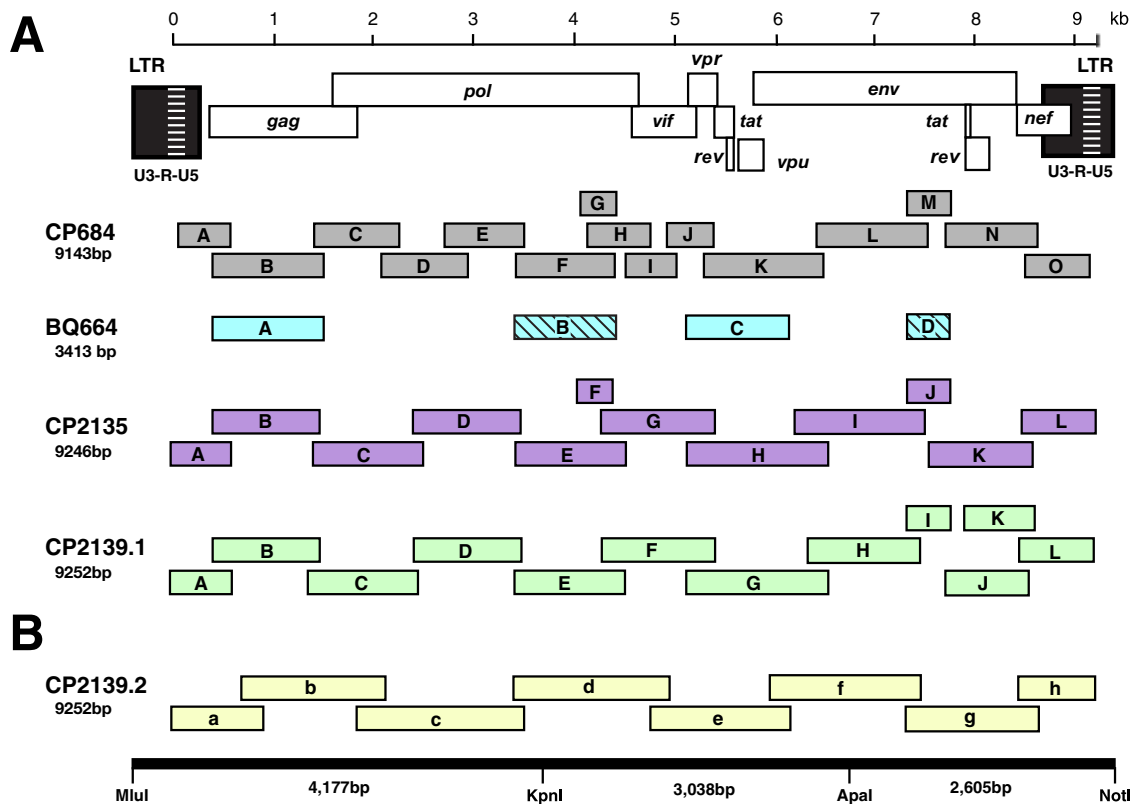 A
0 1 2 3 4 5 6 7 8 9 kb
LTR vpr LTR
pol env
gag vif tat tat nef
rev vpu rev
U3-R-U5 U3-R-U5
G M
CP684 A C E H J L N
9143bp
B D F I K O
BQ664 A B C D
3413 bp
F J
CP2135 B D G I L
9246bp A C E H K
I K
CP2139.1 B D F H L
9252bp A C E G J
B
CP2139.2 b d f h
9252bp a c e g
4,177bp 3,038bp 2,605bp
MluI KpnI ApaI NotI